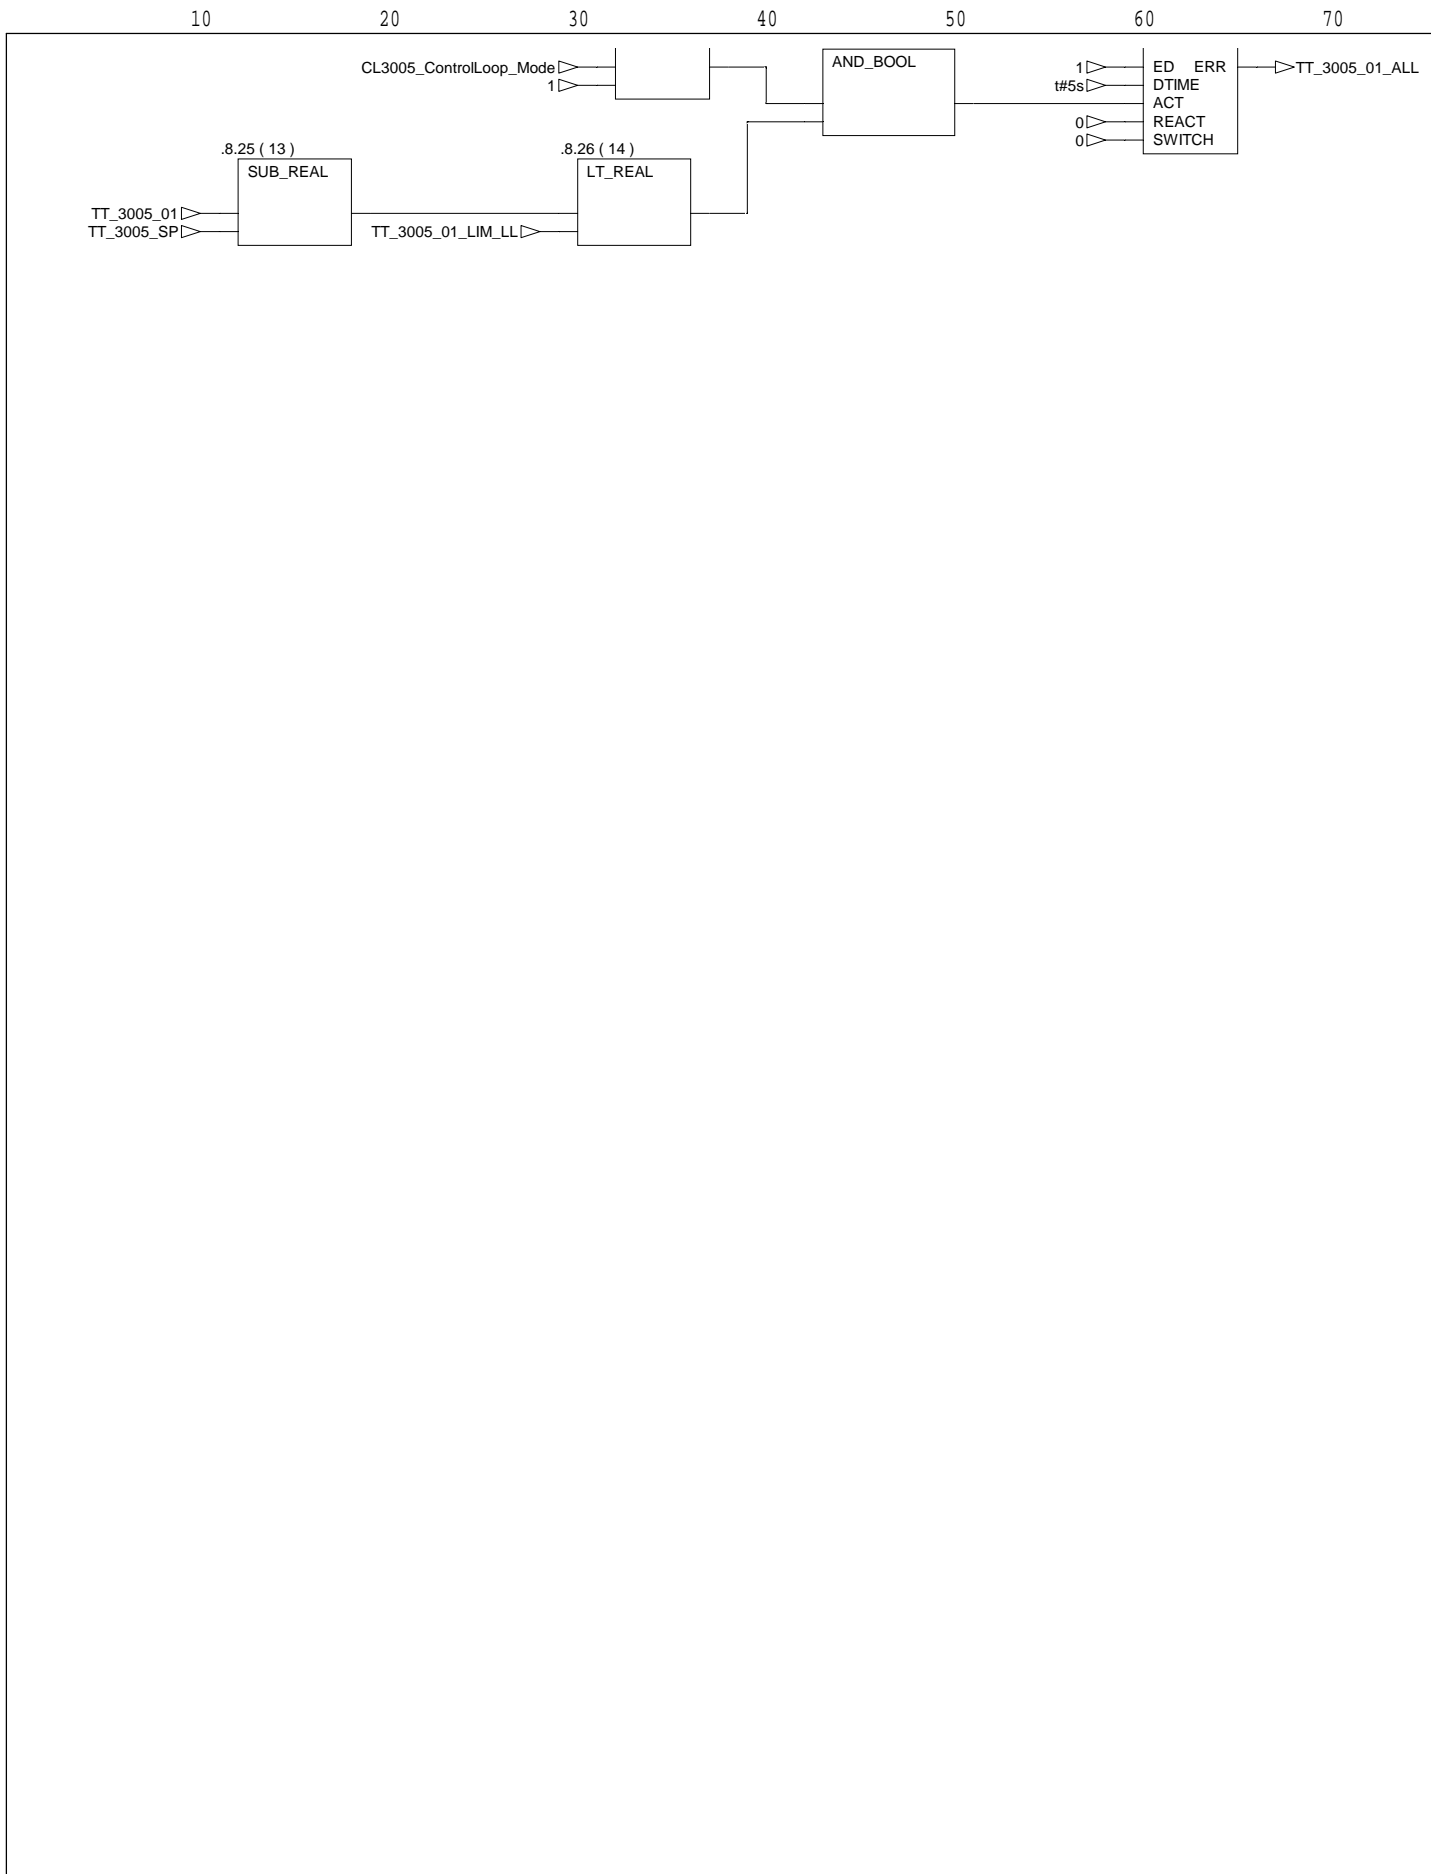 10 20 30 40 50 60 70
CL3005_ControlLoop_Mode AND_BOOL 1 ED ERR TT_3005_01_ALL
1 t#5s DTIME
ACT
0 REACT
0 SWITCH
.8.25 ( 13 ) .8.26 ( 14 )
SUB_REAL LT_REAL
TT_3005_01
TT_3005_SP TT_3005_01_LIM_LL